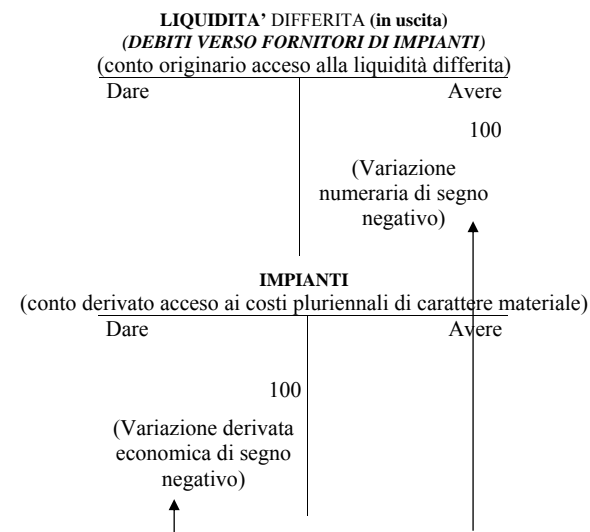 LIQUIDITA’ DIFFERITA (in uscita)
(DEBITI VERSO FORNITORI DI IMPIANTI)
(conto originario acceso alla liquidità differita)
Dare Avere
100
(Variazione
numeraria di segno
negativo)
IMPIANTI
(conto derivato acceso ai costi pluriennali di carattere materiale)
Dare Avere
100
(Variazione derivata
economica di segno
negativo)